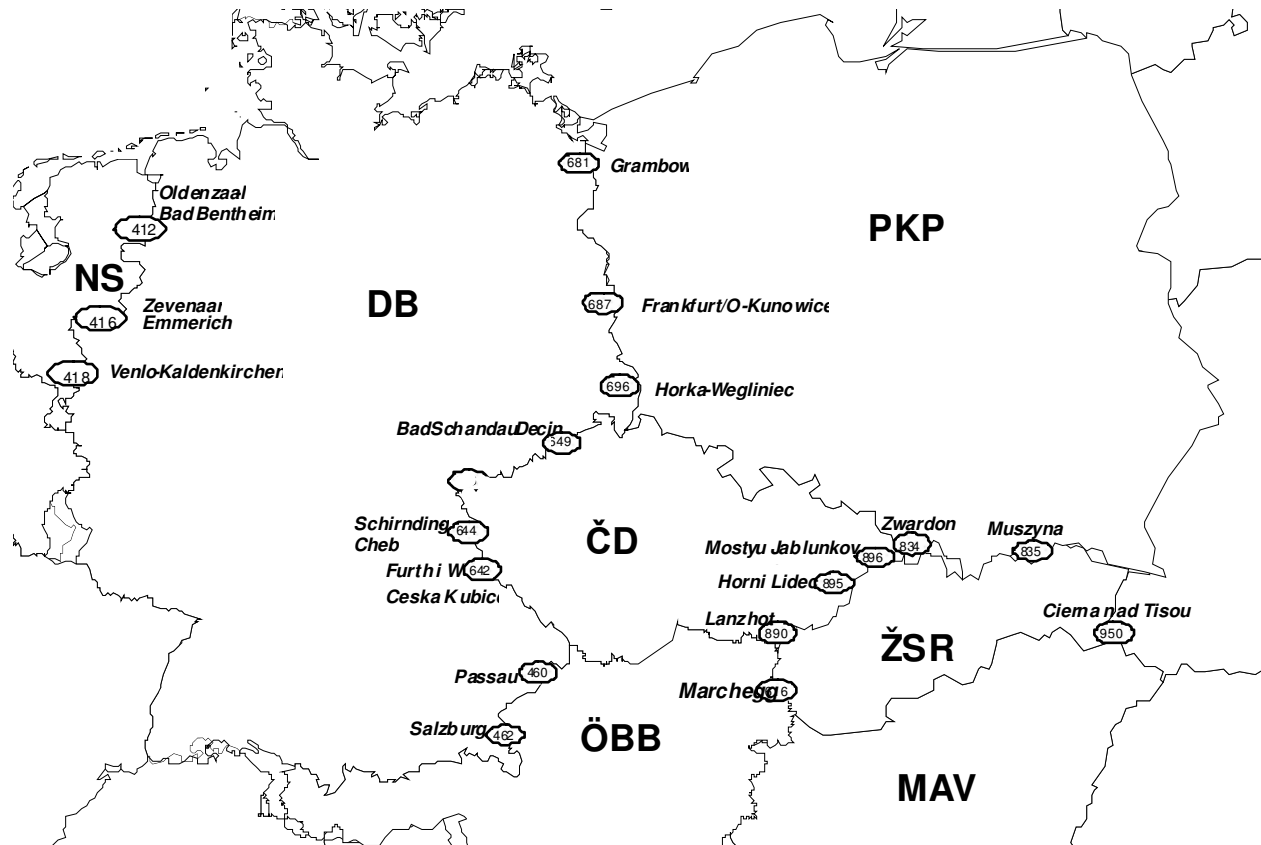 681
Grambow
Oldenzaal
Bad Bentheim
412
PKP
NS
DB
Zevenaar
Emmerich
416
687
Frankfurt/O-Kunowice
Venlo-Kaldenkirchen
418
696
Horka-Wegliniec
BadSchandauDecin
649
Schirnding
Cheb
644
ČD
Zwardon
834
Muszyna
835
Mostyu Jablunkov
896
Furth i W
642
Ceska Kubice
Horni Lidec
895
Lanzhot
890
Cierna nad Tisou
950
ŽSR
Passau
460
Marchegg
Salzburg
462
ÖBB
MAV